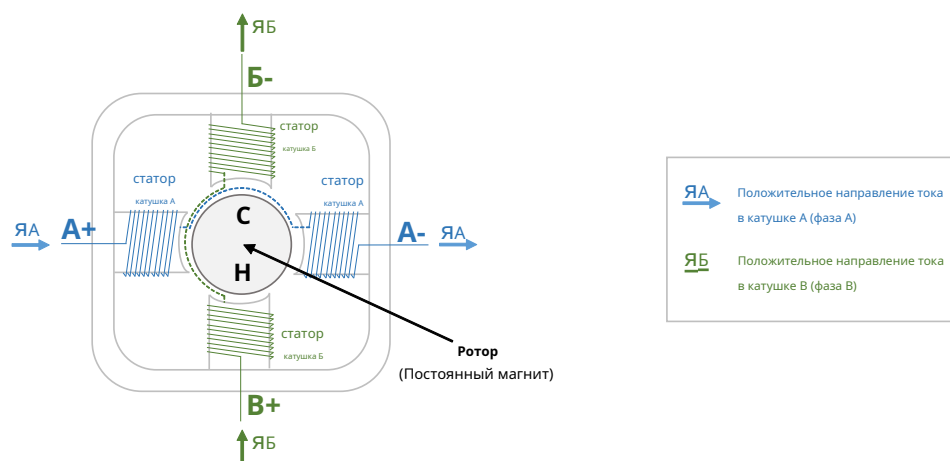 ЯБ
Б-
статор
катушка Б
статор
катушка А
статор
катушка А
С
ЯА
А+
А-
ЯА
Н
статор
катушка Б
Ротор
(Постоянный магнит)
В+
ЯБ
ЯА
Положительное направление тока
в катушке А (фаза А)
ЯБ
Положительное направление тока
в катушке В (фаза В)